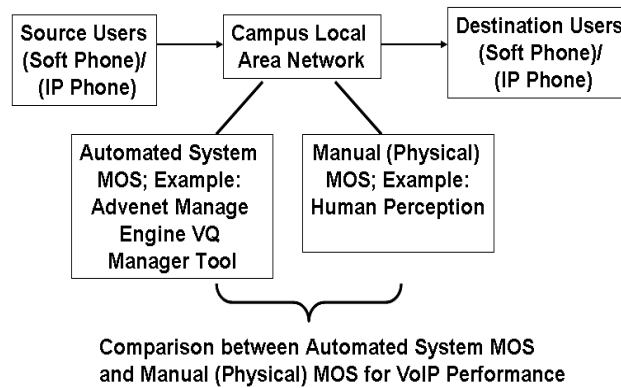 Source Users
(Soft Phone)/
(IP Phone)
Campus Local
Area Network
Destination Users
(Soft Phone)/
(IP Phone)
Automated System
MOS; Example:
Advenet Manage
Engine VQ
Manager Tool
Manual (Physical)
MOS; Example:
Human Perception
Comparison between Automated System MOS
and Manual (Physical) MOS for VoIP Performance